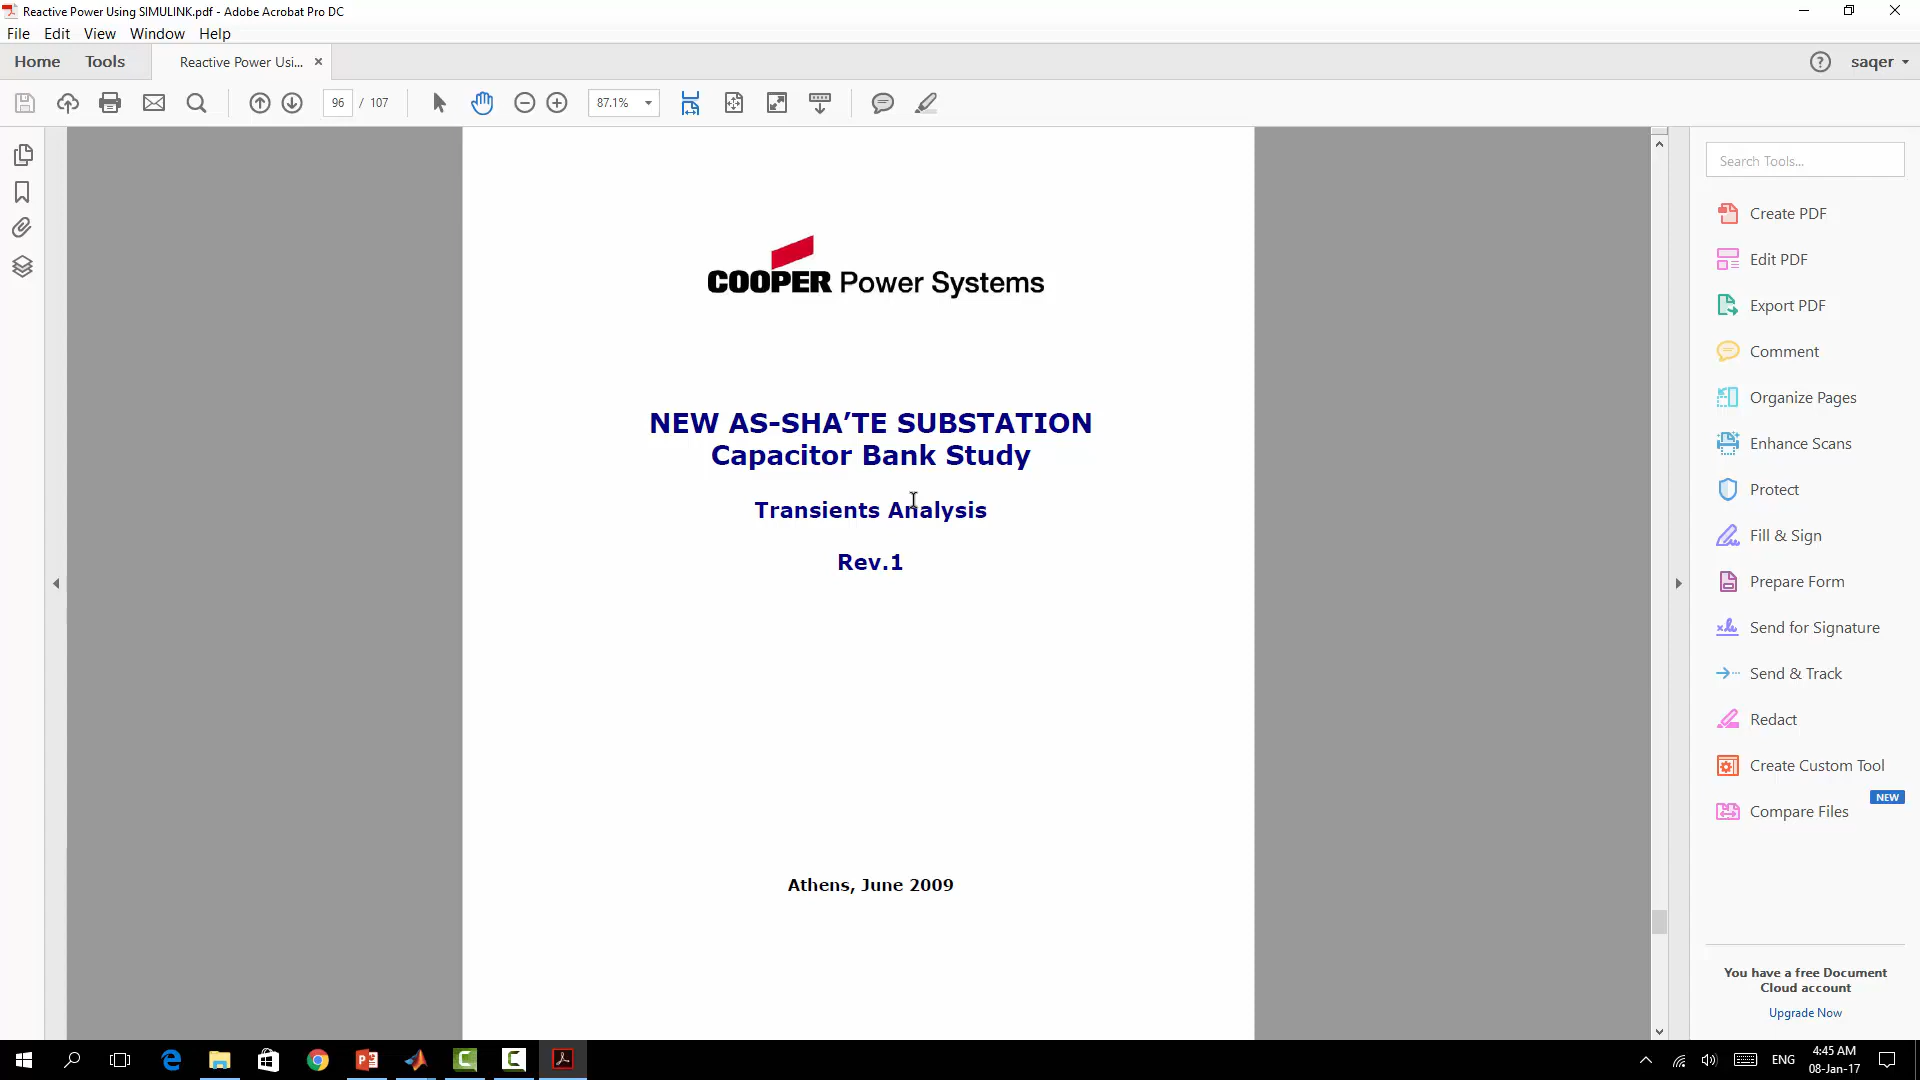 Reactive Power Using SIMULINK.pdf - Adobe Acrobat Pro DC
File Edit View Window Help
Home Tools Reactive Power Usi... × saqer
96 / 107 87.1%
Search Tools...
Create PDF
Edit PDF
Export PDF
Comment
Organize Pages
Enhance Scans
Protect
Fill & Sign
Prepare Form
Send for Signature
Send & Track
Redact
Create Custom Tool
NEW
Compare Files
You have a free Document
Cloud account
Upgrade Now
COOPER Power Systems
NEW AS-SHA’TE SUBSTATION
Capacitor Bank Study
Transients Analysis
Rev.1
Athens, June 2009
ENG 4:45 AM
08-Jan-17